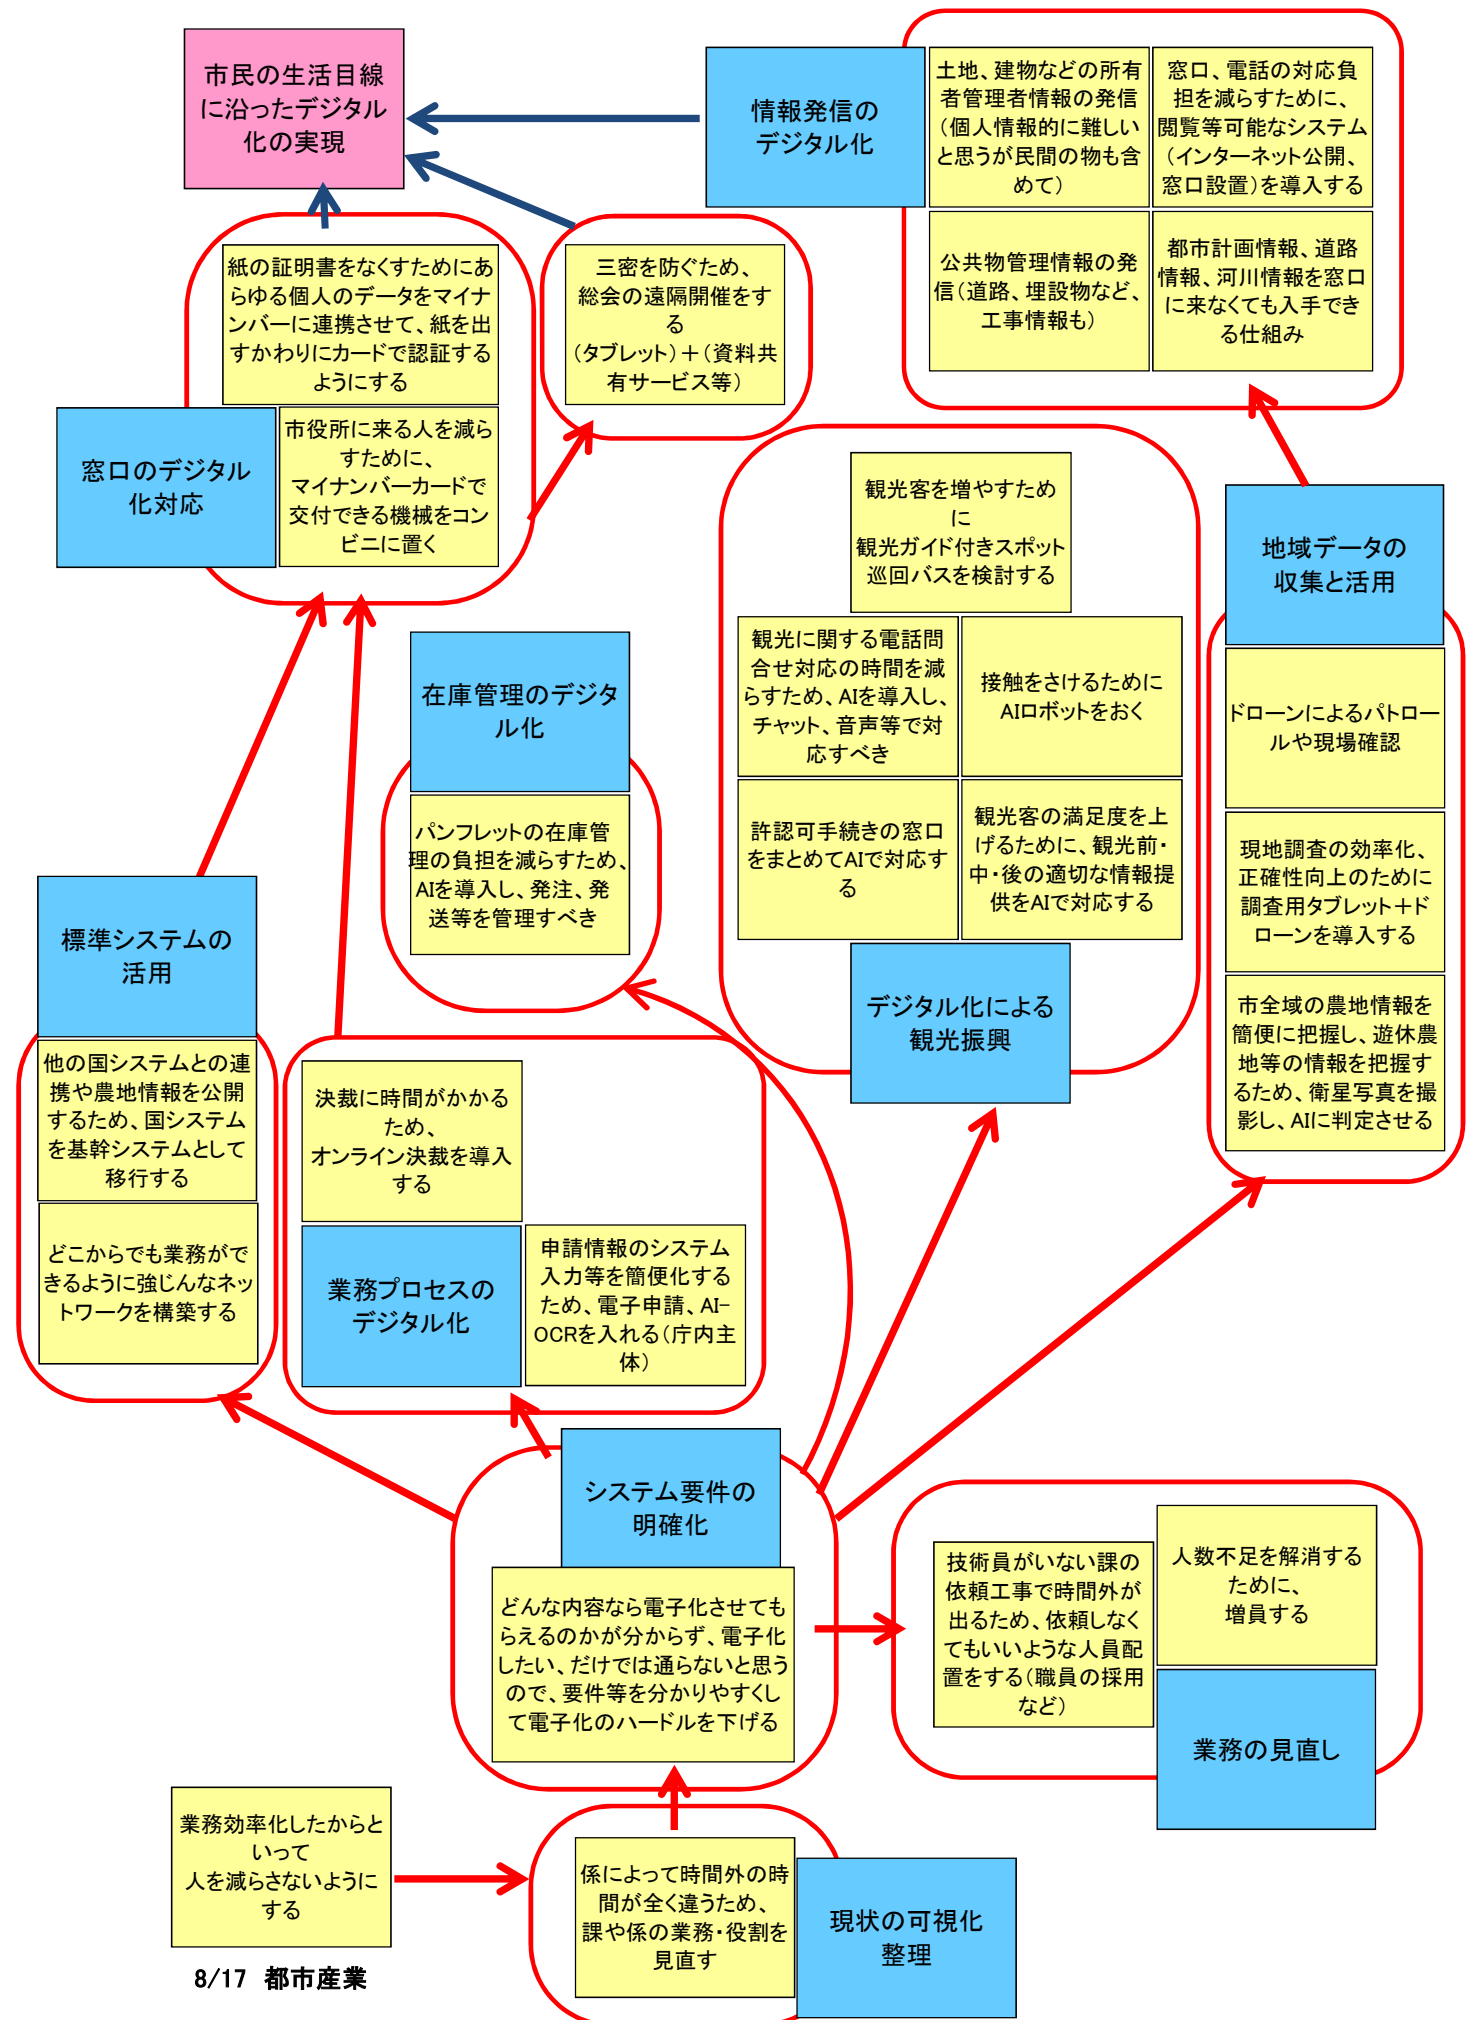 市民の生活目線
に沿ったデジタル
化の実現
情報発信の
デジタル化
土地、建物などの所有
者管理者情報の発信
（個人情報的に難しい
と思うが民間の物も含
めて）
窓口、電話の対応負
担を減らすために、
閲覧等可能なシステム
（インターネット公開、
窓口設置）を導入する
公共物管理情報の発
信（道路、埋設物など、
工事情報も）
都市計画情報、道路
情報、河川情報を窓口
に来なくても入手でき
る仕組み
紙の証明書をなくすためにあ
らゆる個人のデータをマイナ
ンバーに連携させて、紙を出
すかわりにカードで認証する
ようにする
三密を防ぐため、
総会の遠隔開催をす
る
（タブレット）＋（資料共
有サービス等）
窓口のデジタル
化対応
市役所に来る人を減ら
すために、
マイナンバーカードで
交付できる機械をコン
ビニに置く
観光客を増やすため
に
観光ガイド付きスポット
巡回バスを検討する
地域データの
収集と活用
在庫管理のデジタ
ル化
観光に関する電話問
合せ対応の時間を減
らすため、AIを導入し、
チャット、音声等で対
応すべき
接触をさけるために
AIロボットをおく
ドローンによるパトロー
ルや現場確認
パンフレットの在庫管
理の負担を減らすため、
AIを導入し、発注、発
送等を管理すべき
許認可手続きの窓口
をまとめてAIで対応す
る
観光客の満足度を上
げるために、観光前・
中・後の適切な情報提
供をAIで対応する
現地調査の効率化、
正確性向上のために
調査用タブレット＋ド
ローンを導入する
標準システムの
活用
デジタル化による
観光振興
市全域の農地情報を
簡便に把握し、遊休農
地等の情報を把握す
るため、衛星写真を撮
影し、AIに判定させる
他の国システムとの連
携や農地情報を公開
するため、国システム
を基幹システムとして
移行する
決裁に時間がかかる
ため、
オンライン決裁を導入
する
どこからでも業務がで
きるように強じんなネッ
トワークを構築する
業務プロセスの
デジタル化
申請情報のシステム
入力等を簡便化する
ため、電子申請、AI-
OCRを入れる（庁内主
体）
システム要件の
明確化
どんな内容なら電子化させても
らえるのかが分からず、電子化
したい、だけでは通らないと思う
ので、要件等を分かりやすくし
て電子化のハードルを下げる
技術員がいない課の
依頼工事で時間外が
出るため、依頼しなく
てもいいような人員配
置をする（職員の採用
など）
人数不足を解消する
ために、
増員する
業務の見直し
業務効率化したからと
いって
人を減らさないように
する
係によって時間外の時
間が全く違うため、
課や係の業務・役割を
見直す
現状の可視化
整理
8/17 都市産業